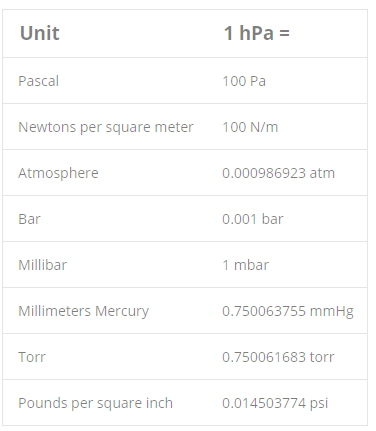 Unit 1 hPa =
Pascal 100 Pa
Newtons per square meter 100 N/m
Atmosphere 0.000986923 atm
Bar 0.001 bar
Millibar 1 mbar
Millimeters Mercury 0.750063755 mmHg
Torr 0.750061683 torr
Pounds per square inch 0.014503774 psi